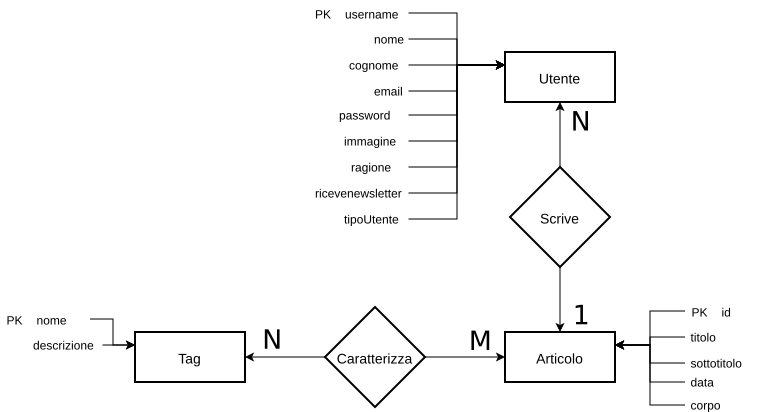 PK username
nome
cognome
email
password
immagine
ragione
ricevenewsletter
tipoUtente
Utente
N
Scrive
1
PK nome
descrizione
Tag
N
Caratterizza
M
Articolo
PK id
titolo
sottotitolo
data
corpo